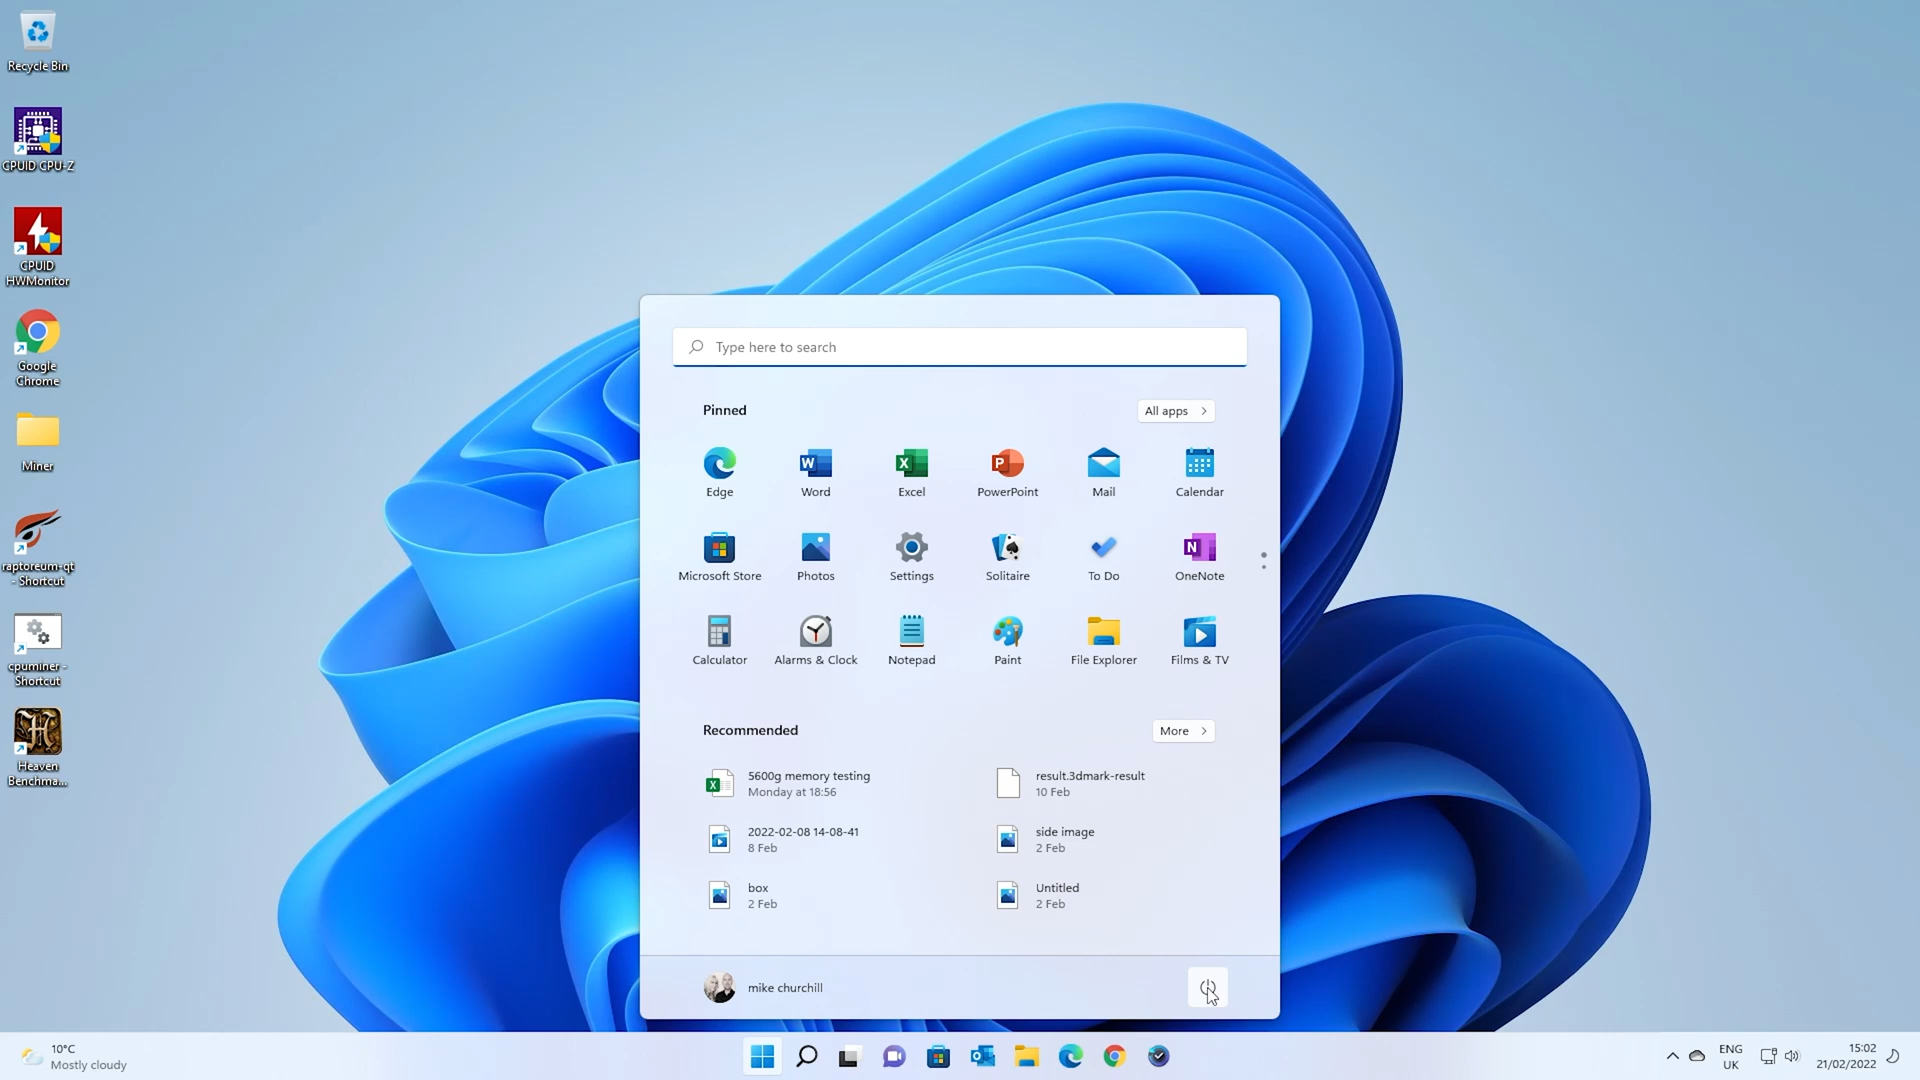 Recycle Bin
CPUID CPU-Z
CPUID
HWMonitor
Google
Chrome
Miner
raptoreum-qt
- Shortcut
cpuminer -
Shortcut
Heaven
Benchma...
Type here to search
Pinned
All apps
Edge
Word
Excel
PowerPoint
Mail
Calendar
Microsoft Store
Photos
Settings
Solitaire
To Do
OneNote
Calculator
Alarms & Clock
Notepad
Paint
File Explorer
Films & TV
Recommended
More
5600g memory testing
Monday at 18:56
result.3dmark-result
10 Feb
2022-02-08 14-08-41
8 Feb
side image
2 Feb
box
2 Feb
Untitled
2 Feb
mike churchill
10°C
Mostly cloudy
ENG
UK
15:02
21/02/2022